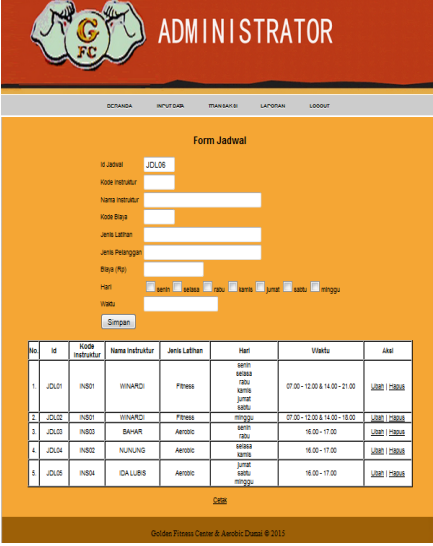 G
FC
ADMINISTRATOR
BERANDA INPUT DATA TRANSAKSI LAPORAN LOGOUT
Form Jadwal
Id Jadwal JDL06
Kode Instruktur
Nama Instruktur
Kode Biaya
Jenis Latihan
Jenis Pelanggan
Biaya (Rp)
Hari senin selasa rabu kamis jumat sabtu minggu
Waktu
Simpan
No. Id Kode Instruktur Nama Instruktur Jenis Latihan Hari Waktu Aksi
1. JDL01 INS01 WINARDI Fitness senin selasa rabu kamis jumat sabtu 07.00 - 12.00 & 14.00 - 21.00 Ubah | Hapus
2. JDL02 INS01 WINARDI Fitness minggu 07.00 - 12.00 & 14.00 - 18.00 Ubah | Hapus
3. JDL03 INS03 BAHAR Aerobic senin rabu 16.00 - 17.00 Ubah | Hapus
4. JDL04 INS02 NUNUNG Aerobic selasa kamis 16.00 - 17.00 Ubah | Hapus
5. JDL05 INS04 IDA LUBIS Aerobic jumat sabtu minggu 16.00 - 17.00 Ubah | Hapus
Cetak
Golden Fitness Center & Aerobic Dumai © 2015